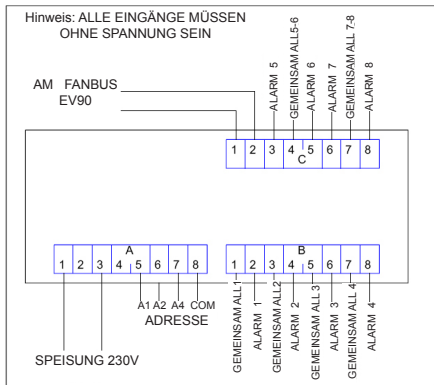 Hinweis: ALLE EINGÄNGE MÜSSEN
OHNE SPANNUNG SEIN
AM FANBUS
EV90
ALARM 5
GEMEINSAM ALL5-6
ALARM 6
ALARM 7
GEMEINSAM ALL 7-8
ALARM 8
1 2 3 4 5 6 7 8
C
A
1 2 3 4 5 6 7 8
B
1 2 3 4 5 6 7 8
A1 A2 A4 COM
ADRESSE
SPEISUNG 230V
GEMEINSAM ALL1
ALARM 1
GEMEINSAM ALL2
ALARM 2
GEMEINSAM ALL 3
ALARM 3
GEMEINSAM ALL 4
ALARM 4